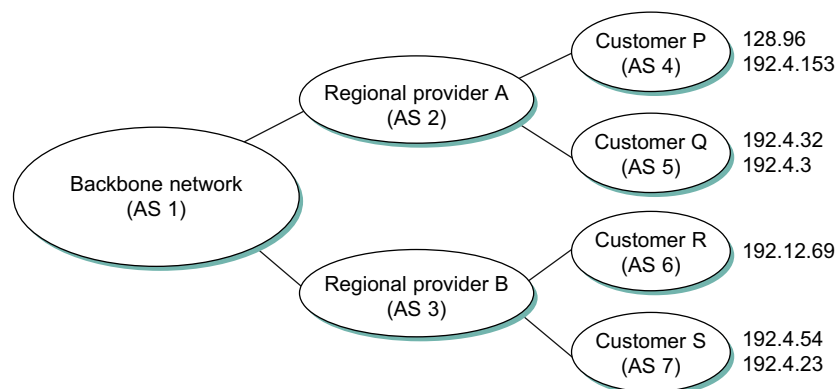 Customer P
(AS 4)
128.96
192.4.153
Regional provider A
(AS 2)
Customer Q
(AS 5)
192.4.32
192.4.3
Backbone network
(AS 1)
Customer R
(AS 6)
192.12.69
Regional provider B
(AS 3)
Customer S
(AS 7)
192.4.54
192.4.23